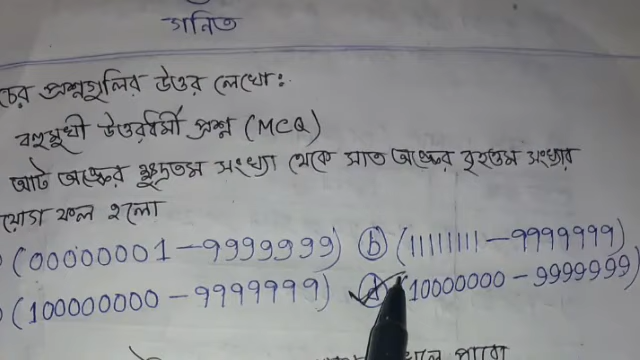 গনিত
প্রশ্নগুলির উত্তর লেখো:
বহুমুখী উত্তরধর্মী প্রশ্ন (MCQ)
আট অঙ্কের ক্ষুদ্রতম সংখ্যা থেকে সাত অঙ্কের বৃহত্তম সংখ্যার
যোগ ফল হলো
(00000001 - 9999999) ⓑ (11111111 - 9999999)
(100000000 - 9999999) ⓓ (10000000 - 9999999)